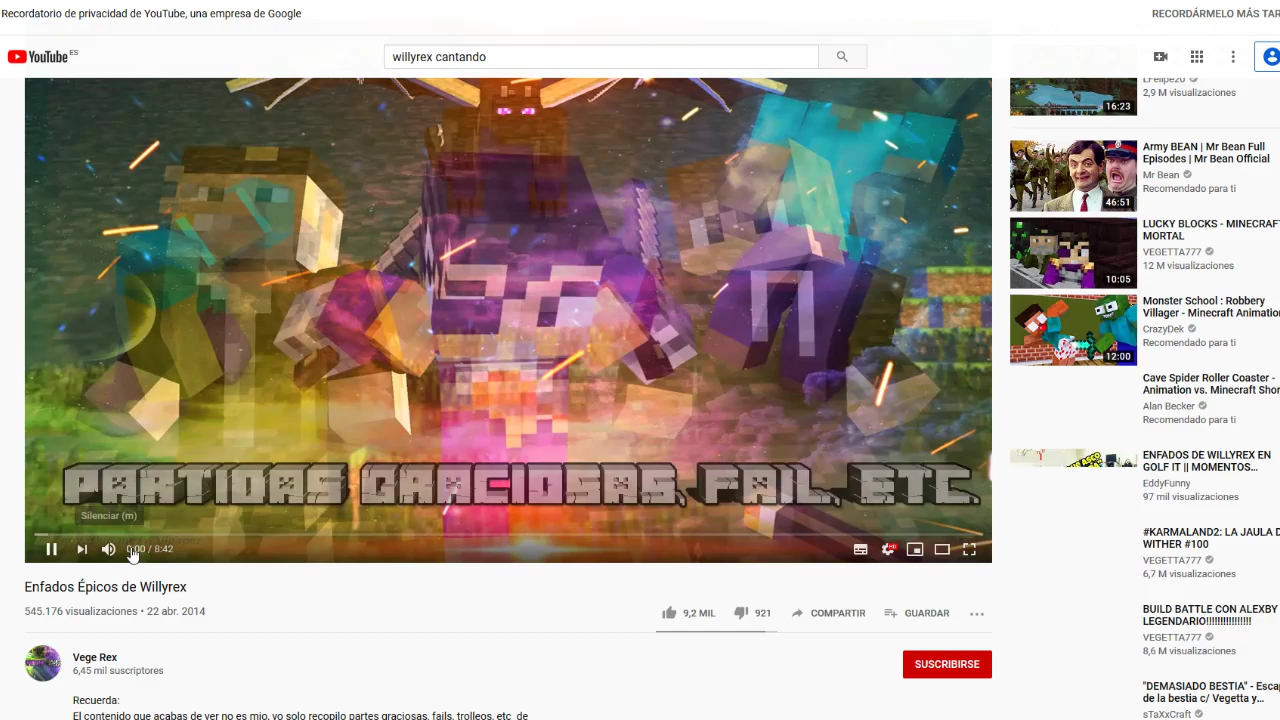 Recordatorio de privacidad de YouTube, una empresa de Google
RECORDÁRMELO MÁS TAR
YouTube ES
willyrex cantando
PARTIDAS GRACIOSAS, FAIL, ETC.
Silenciar (m)
0:00 / 8:42
HD
Enfados Épicos de Willyrex
545.176 visualizaciones • 22 abr. 2014
9,2 MIL
921
COMPARTIR
GUARDAR
Vege Rex
6,45 mil suscriptores
SUSCRIBIRSE
Recuerda:
El contenido que acabas de ver no es mio, yo solo recopilo partes graciosas, fails, trolleos, etc de
LFelipe20
2,9 M visualizaciones
16:23
Army BEAN | Mr Bean Full
Episodes | Mr Bean Official
Mr Bean
Recomendado para ti
46:51
LUCKY BLOCKS - MINECRAF
MORTAL
VEGETTA777
12 M visualizaciones
10:05
Monster School : Robbery
Villager - Minecraft Animatio
CrazyDek
Recomendado para ti
12:00
Cave Spider Roller Coaster -
Animation vs. Minecraft Shor
Alan Becker
Recomendado para ti
ENFADOS DE WILLYREX EN
GOLF IT || MOMENTOS...
EddyFunny
97 mil visualizaciones
#KARMALAND2: LA JAULA D
WITHER #100
VEGETTA777
6,7 M visualizaciones
BUILD BATTLE CON ALEXBY
LEGENDARIO!!!!!!!!!!!!!!!!
VEGETTA777
8,6 M visualizaciones
"DEMASIADO BESTIA" - Esca
de la bestia c/ Vegetta y...
sTaXxCraft